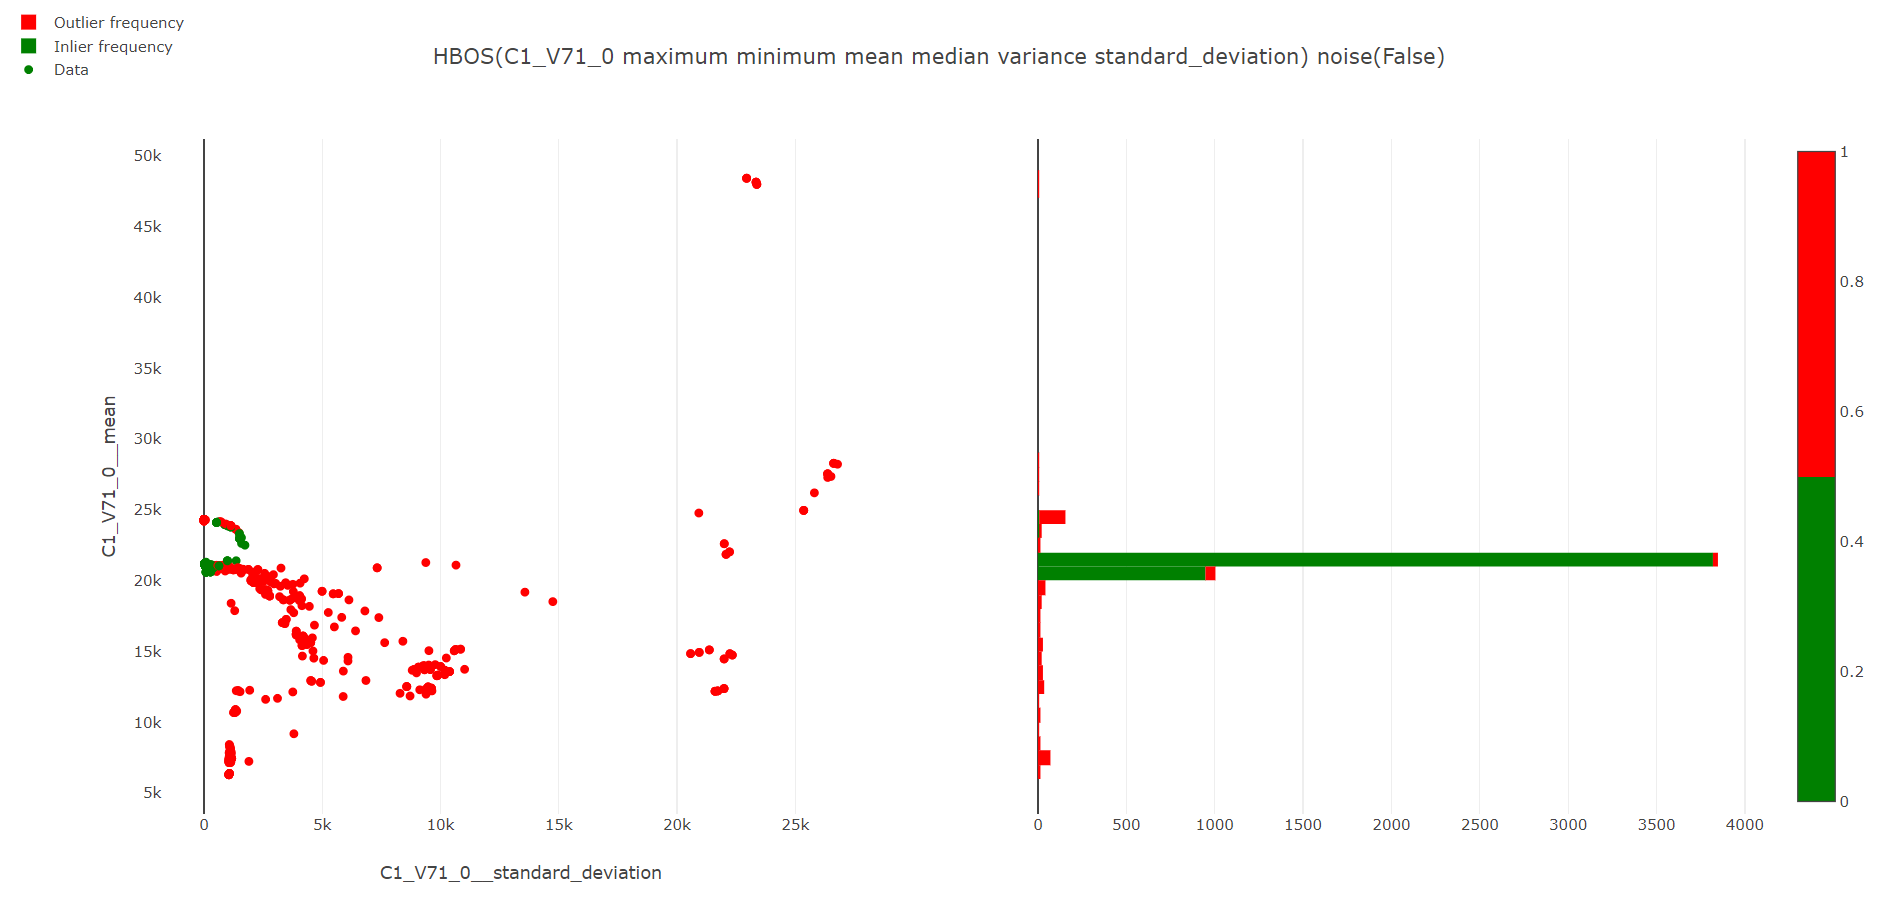 Outlier frequency
Inlier frequency
Data
HBOS(C1_V71_0 maximum minimum mean median variance standard_deviation) noise(False)
50k
45k
40k
35k
30k
25k
20k
15k
10k
5k
C1_V71_0__mean
0 5k 10k 15k 20k 25k
C1_V71_0__standard_deviation
0 500 1000 1500 2000 2500 3000 3500 4000
1
0.8
0.6
0.4
0.2
0